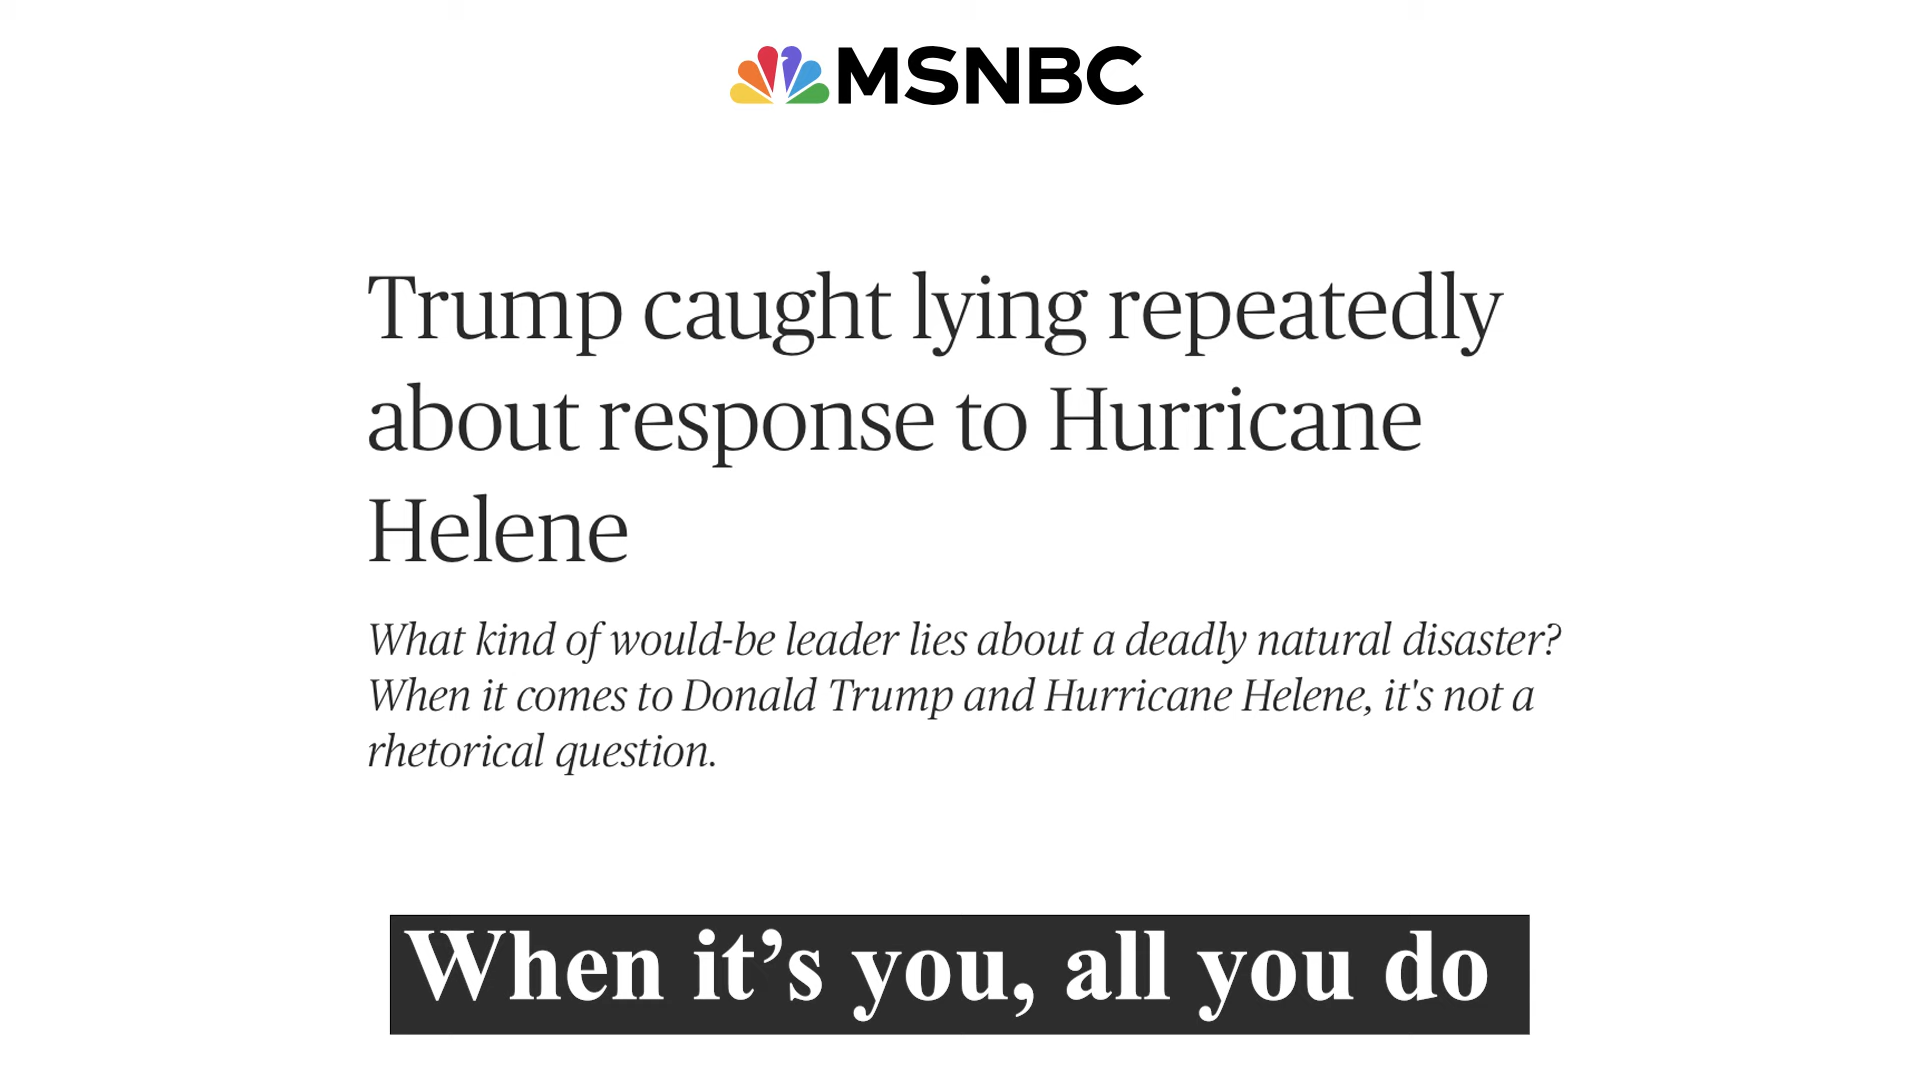 MSNBC
Trump caught lying repeatedly
about response to Hurricane
Helene
What kind of would-be leader lies about a deadly natural disaster?
When it comes to Donald Trump and Hurricane Helene, it's not a
rhetorical question.
When it’s you, all you do